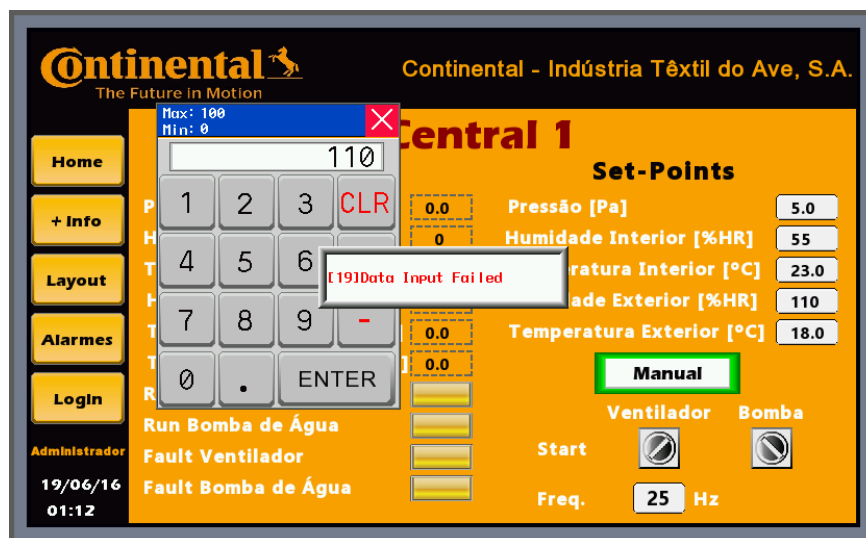 Continental
The Future in Motion
Continental - Indústria Têxtil do Ave, S.A.
Central 1
Home
+ Info
Layout
Alarmes
LogIn
Administrador
19/06/16
01:12
Max: 100
Min: 0
110
1 2 3 CLR
4 5 6
7 8 9 -
0 . ENTER
[19]Data Input Failed
0.0
0
0.0
0.0
Run Bomba de Água
Fault Ventilador
Fault Bomba de Água
Set-Points
Pressão [Pa] 5.0
Humidade Interior [%HR] 55
ratura Interior [ºC] 23.0
ade Exterior [%HR] 110
Temperatura Exterior [ºC] 18.0
Manual
Ventilador Bomba
Start
Freq. 25 Hz